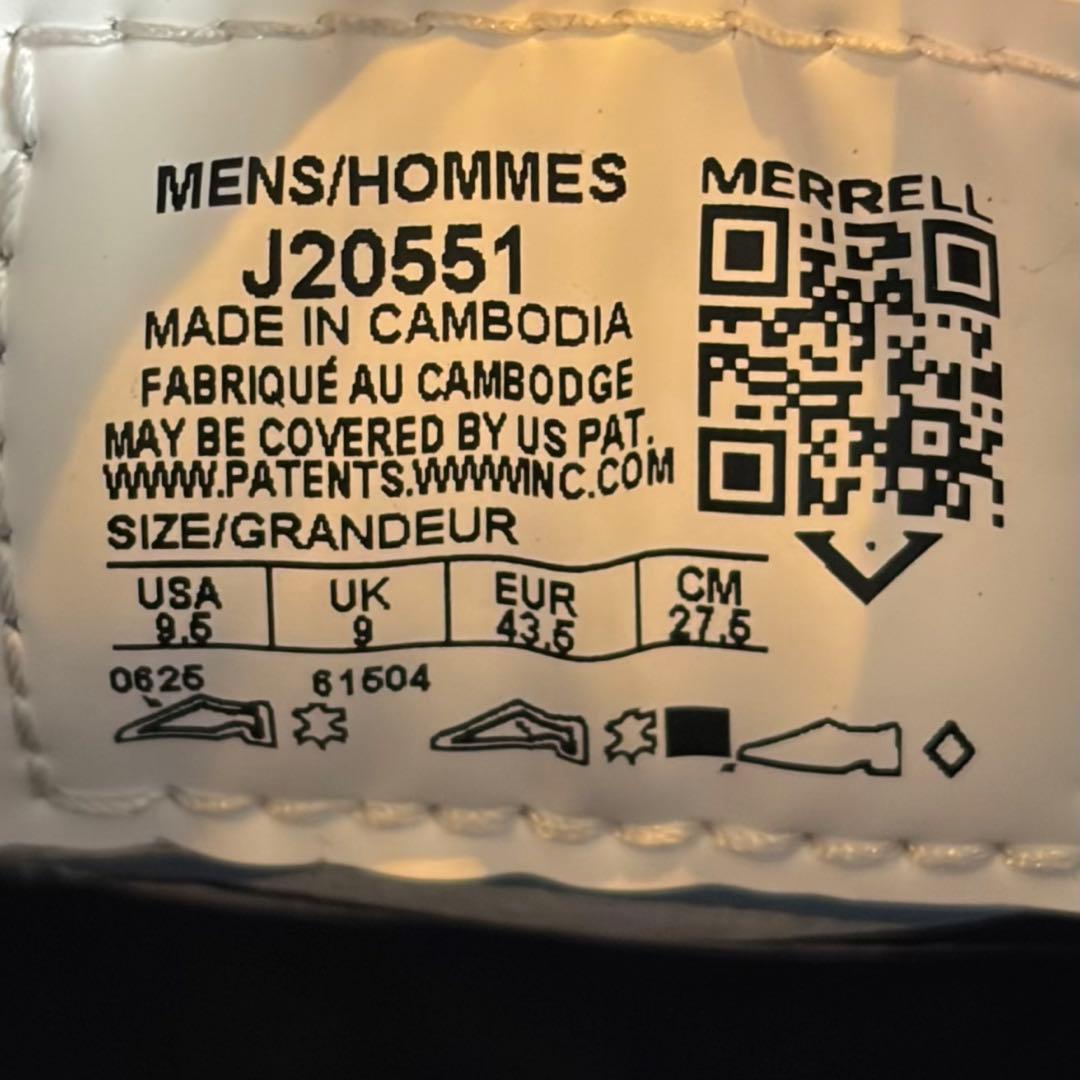 MENS/HOMMES
MERRELL
J20551
MADE IN CAMBODIA
FABRIQUÉ AU CAMBODGE
MAY BE COVERED BY US PAT.
WWW.PATENTS.WWWINC.COM
SIZE/GRANDEUR
USA UK EUR CM
9.5 9 43.5 27.5
0625 61504